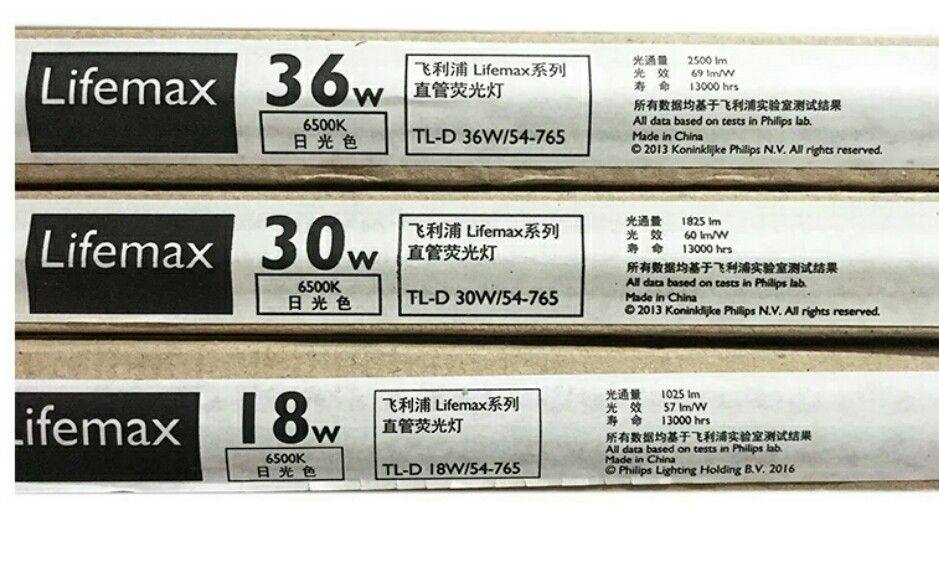 Lifemax
36w
6500K
日光色
飞利浦 Lifemax系列
直管荧光灯
TL-D 36W/54-765
光通量 2500 lm
光 效 69 lm/W
寿 命 13000 hrs
所有数据均基于飞利浦实验室测试结果
All data based on tests in Philips lab.
Made in China
© 2013 Koninklijke Philips N.V. All rights reserved.
Lifemax
30w
6500K
日光色
飞利浦 Lifemax系列
直管荧光灯
TL-D 30W/54-765
光通量 1825 lm
光 效 60 lm/W
寿 命 13000 hrs
所有数据均基于飞利浦实验室测试结果
All data based on tests in Philips lab.
Made in China
© 2013 Koninklijke Philips N.V. All rights reserved.
Lifemax
18w
6500K
日光色
飞利浦 Lifemax系列
直管荧光灯
TL-D 18W/54-765
光通量 1025 lm
光 效 57 lm/W
寿 命 13000 hrs
所有数据均基于飞利浦实验室测试结果
All data based on tests in Philips lab.
Made in China
© Philips Lighting Holding B.V. 2016